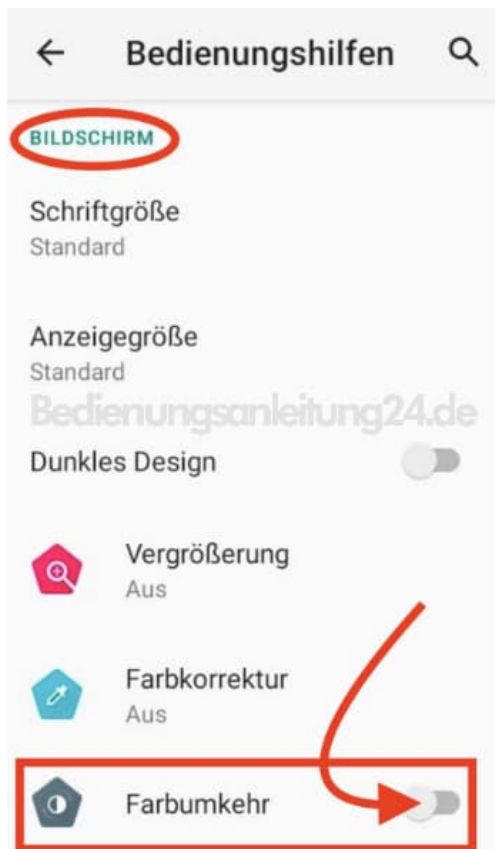 Bedienungshilfen
BILDSCHIRM
Schriftgröße
Standard
Anzeigegröße
Standard
Bedienungsanleitung24.de
Dunkles Design
Vergrößerung
Aus
Farbkorrektur
Aus
Farbumkehr